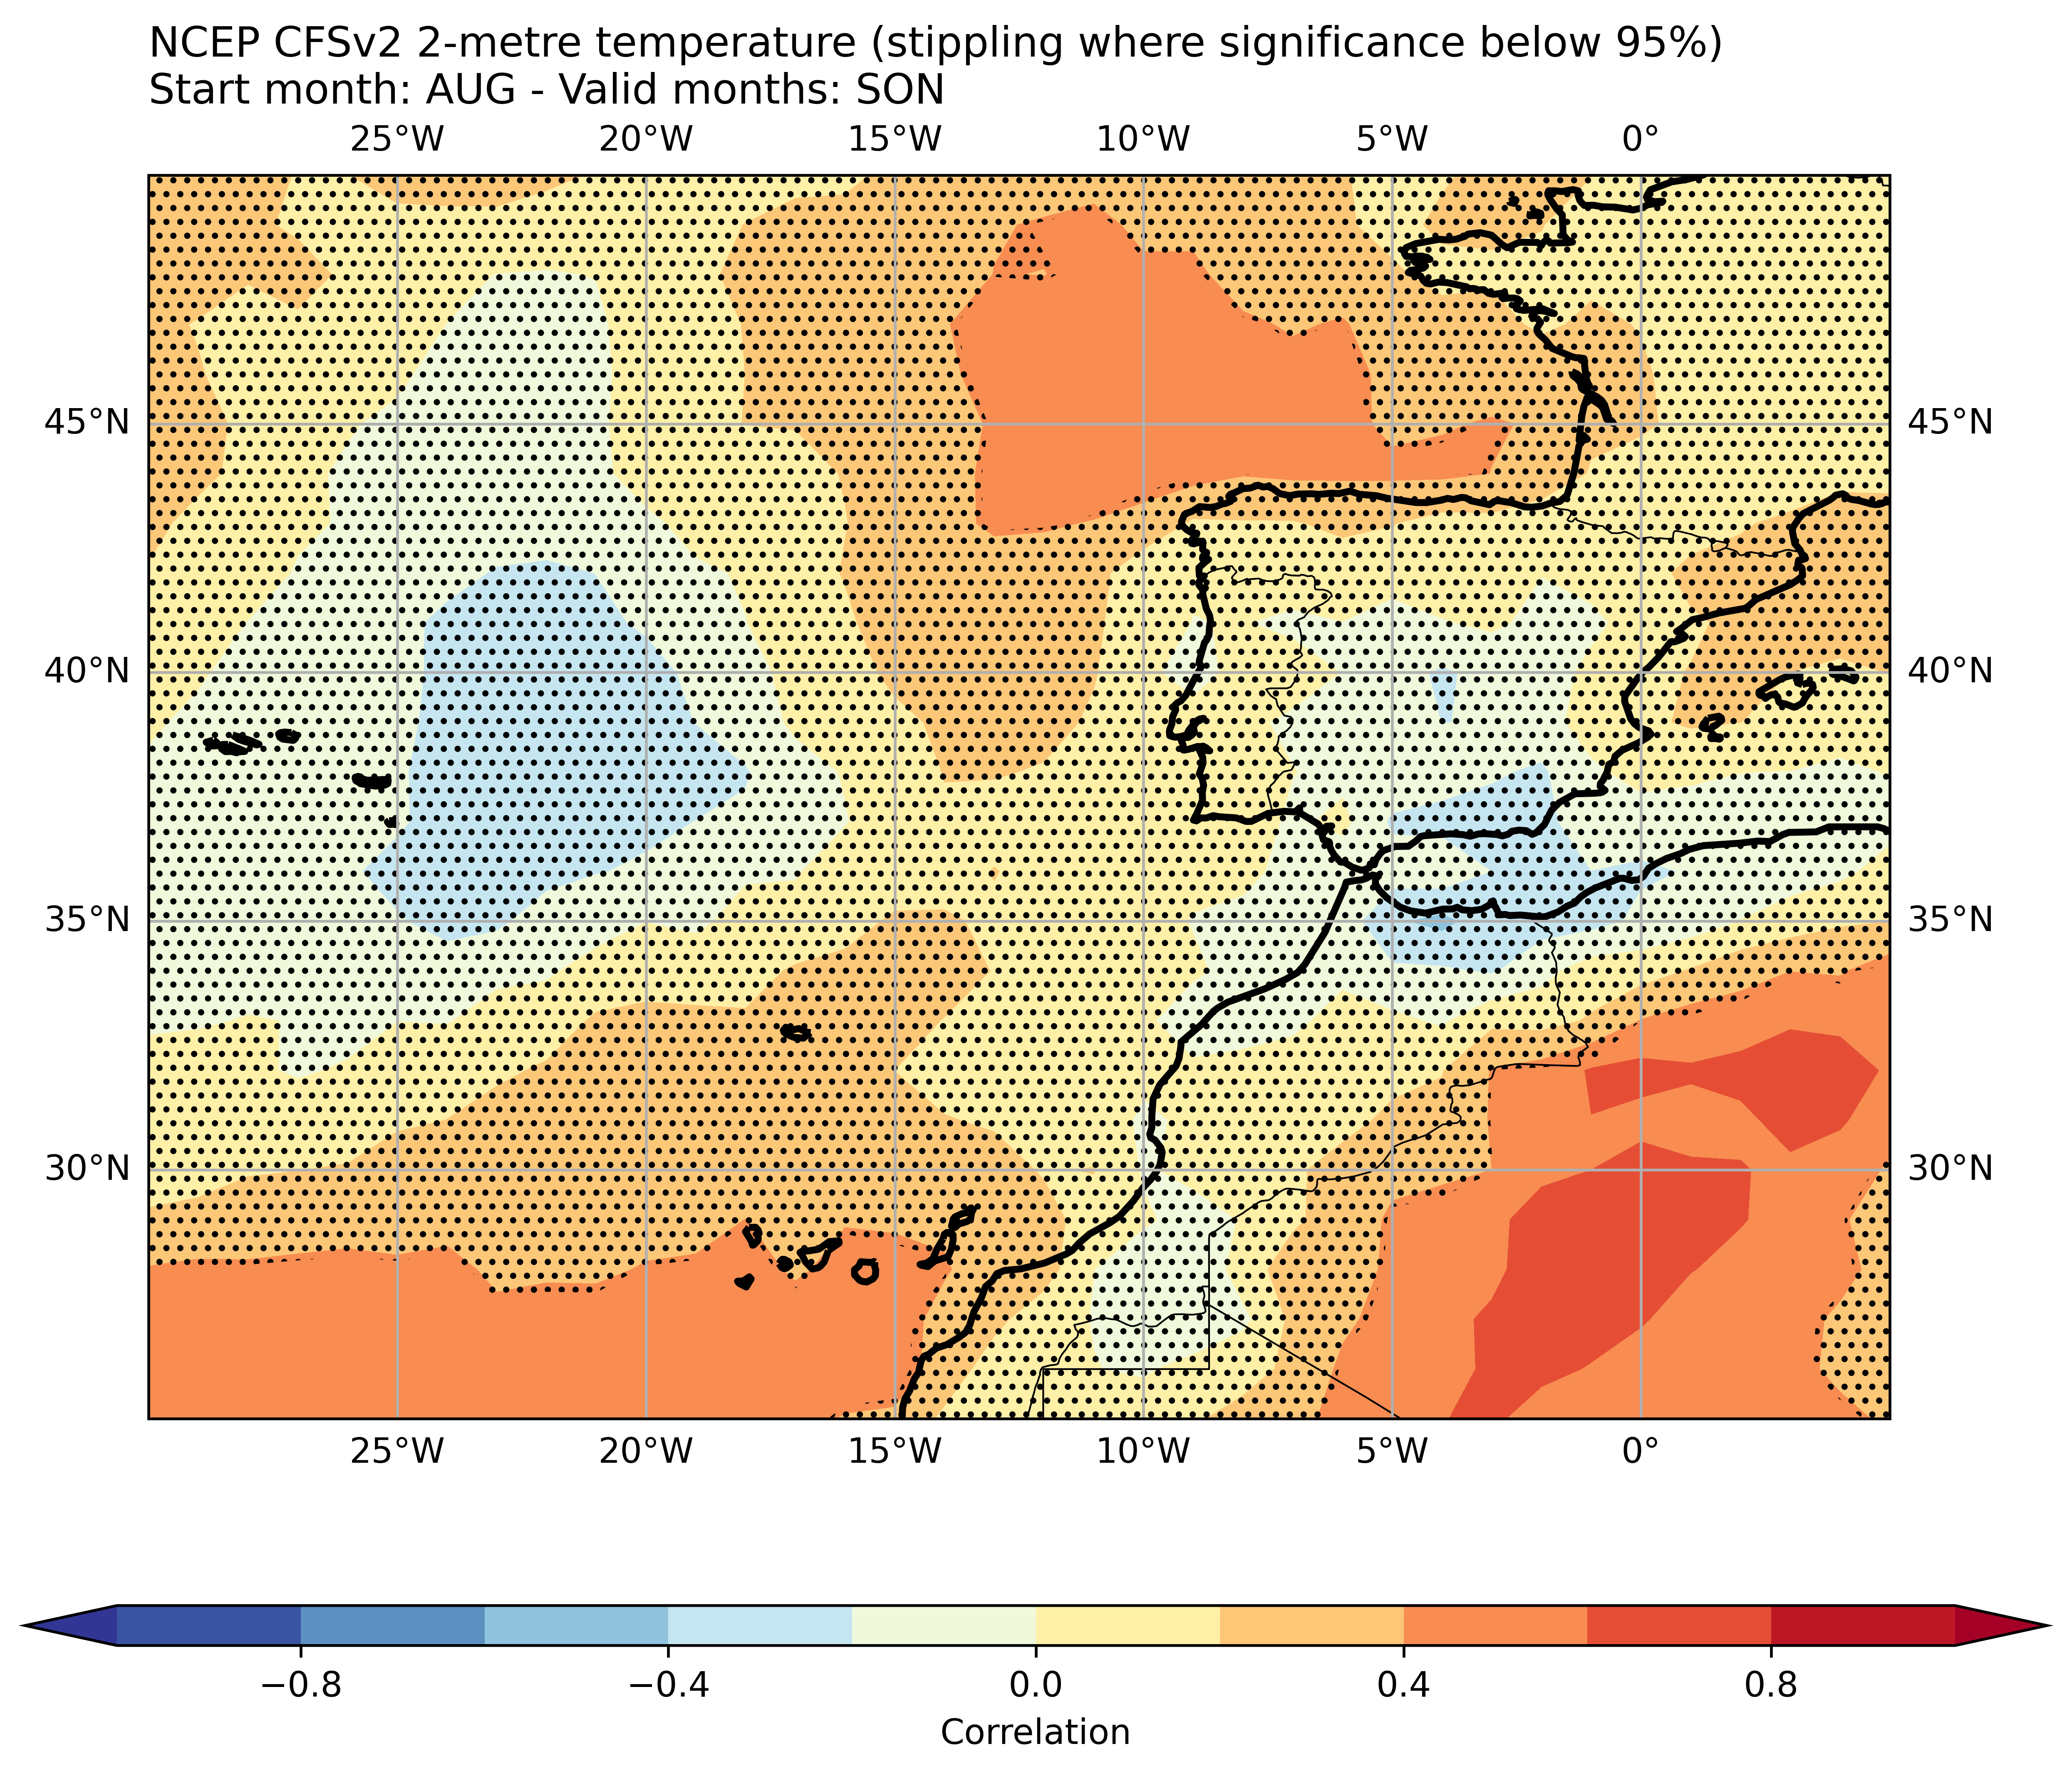 NCEP CFSv2 2-metre temperature (stippling where significance below 95%)
Start month: AUG - Valid months: SON
25°W 20°W 15°W 10°W 5°W 0°
45°N 45°N
40°N 40°N
35°N 35°N
30°N 30°N
25°W 20°W 15°W 10°W 5°W 0°
−0.8 −0.4 0.0 0.4 0.8
Correlation